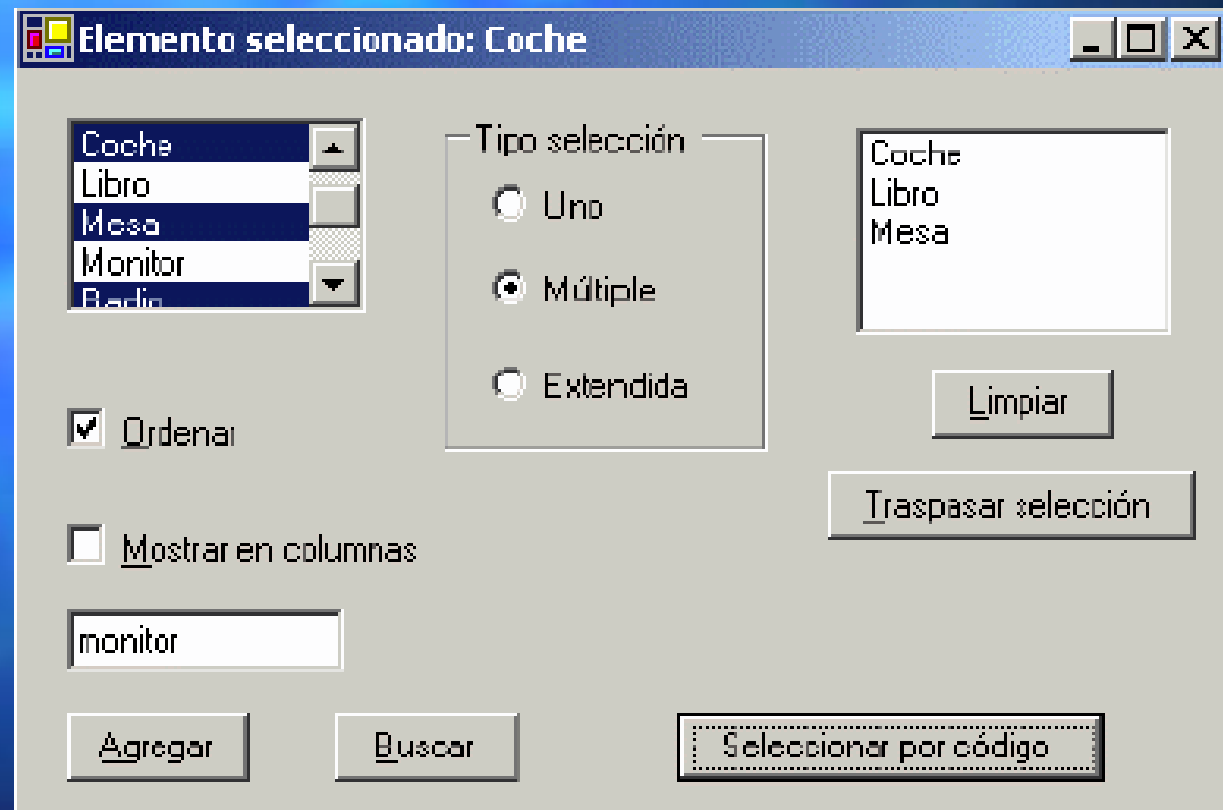 Elemento seleccionado: Coche
Coche
Libro
Mesa
Monitor
Radio
Tipo selección
Uno
Múltiple
Extendida
Coche
Libro
Mesa
Limpiar
Ordenar
Traspasar selección
Mostrar en columnas
monitor
Agregar
Buscar
Seleccionar por código